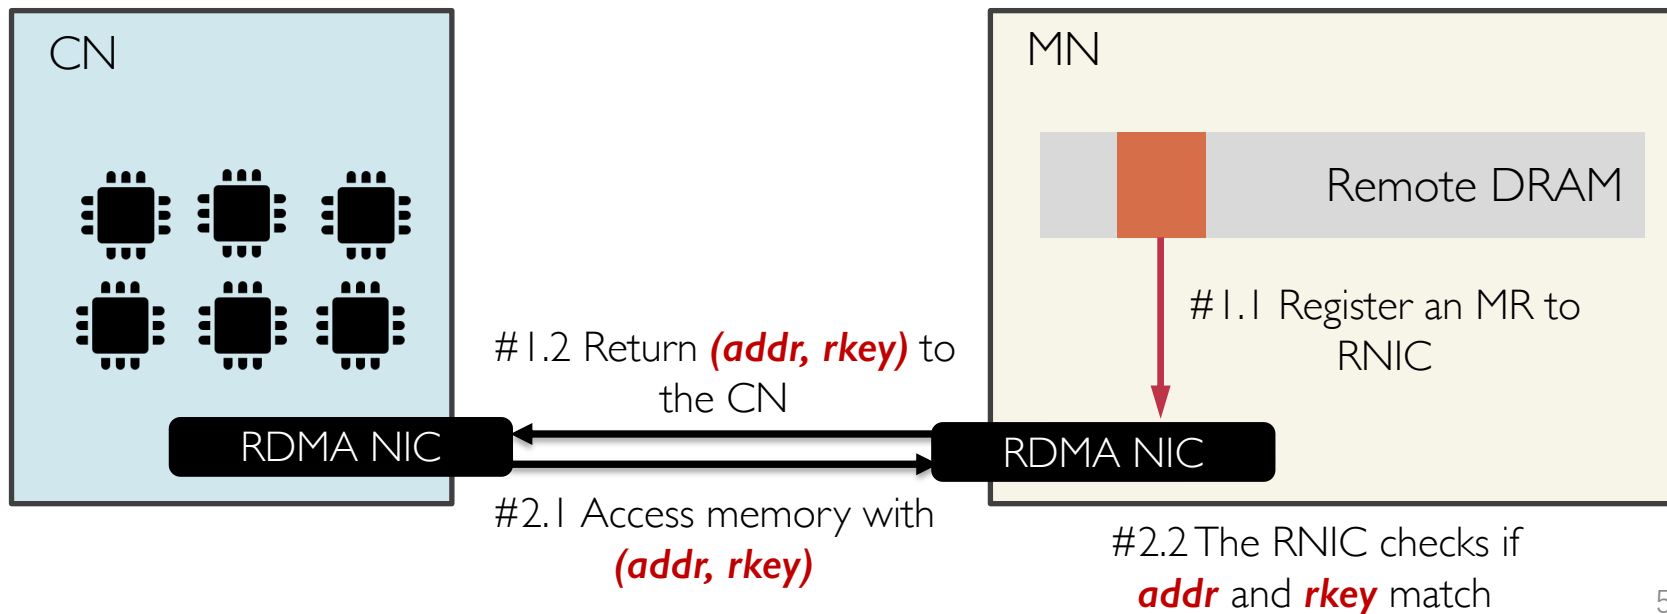 CN
MN
Remote DRAM
#1.1 Register an MR to
RNIC
#1.2 Return (addr, rkey) to
the CN
RDMA NIC
RDMA NIC
#2.1 Access memory with
(addr, rkey)
#2.2 The RNIC checks if
addr and rkey match
5